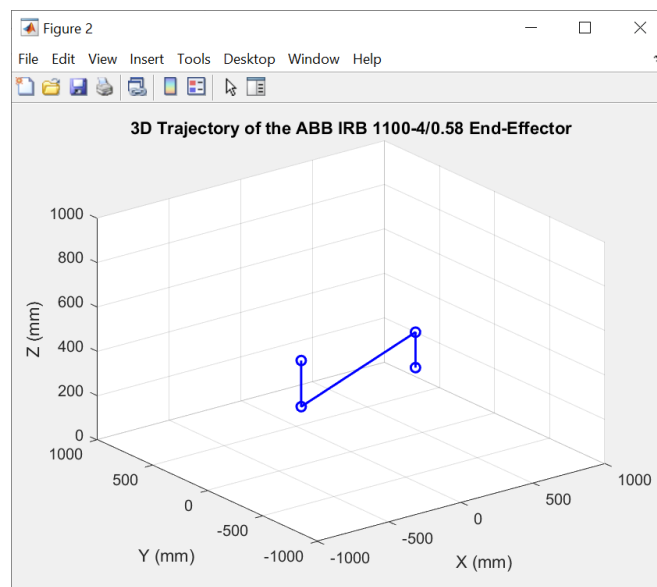 Figure 2
File Edit View Insert Tools Desktop Window Help
3D Trajectory of the ABB IRB 1100-4/0.58 End-Effector
1000
800
600
400
200
0
Z (mm)
1000
500
0
-500
-1000
Y (mm)
-1000
-500
0
500
1000
X (mm)